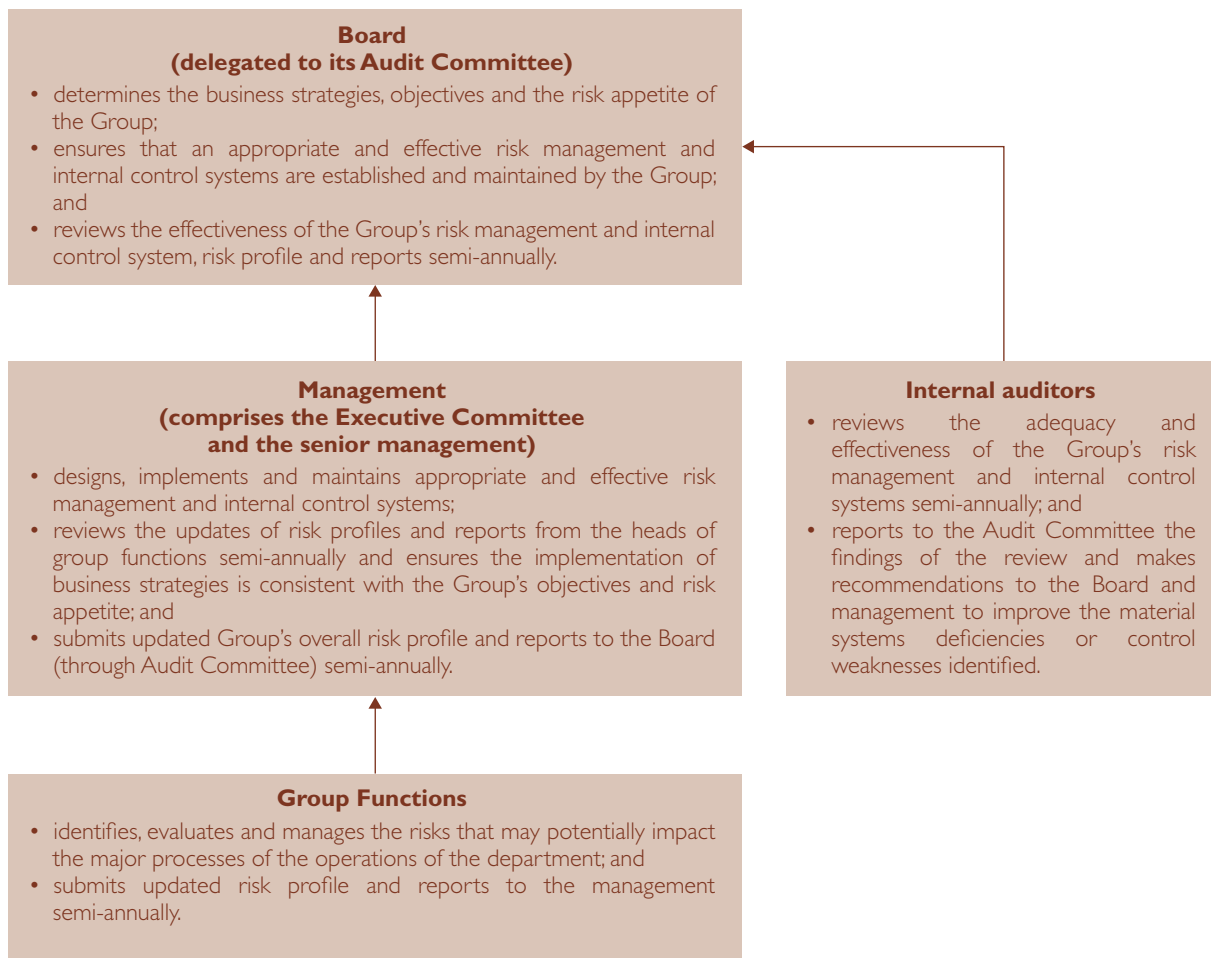 Board
(delegated to its Audit Committee)
• determines the business strategies, objectives and the risk appetite of
the Group;
• ensures that an appropriate and effective risk management and
internal control systems are established and maintained by the Group;
and
• reviews the effectiveness of the Group's risk management and internal
control system, risk profile and reports semi-annually.
Management
(comprises the Executive Committee
and the senior management)
• designs, implements and maintains appropriate and effective risk
management and internal control systems;
• reviews the updates of risk profiles and reports from the heads of
group functions semi-annually and ensures the implementation of
business strategies is consistent with the Group's objectives and risk
appetite; and
• submits updated Group's overall risk profile and reports to the Board
(through Audit Committee) semi-annually.
Internal auditors
• reviews the adequacy and
effectiveness of the Group's risk
management and internal control
systems semi-annually; and
• reports to the Audit Committee the
findings of the review and makes
recommendations to the Board and
management to improve the material
systems deficiencies or control
weaknesses identified.
Group Functions
• identifies, evaluates and manages the risks that may potentially impact
the major processes of the operations of the department; and
• submits updated risk profile and reports to the management
semi-annually.